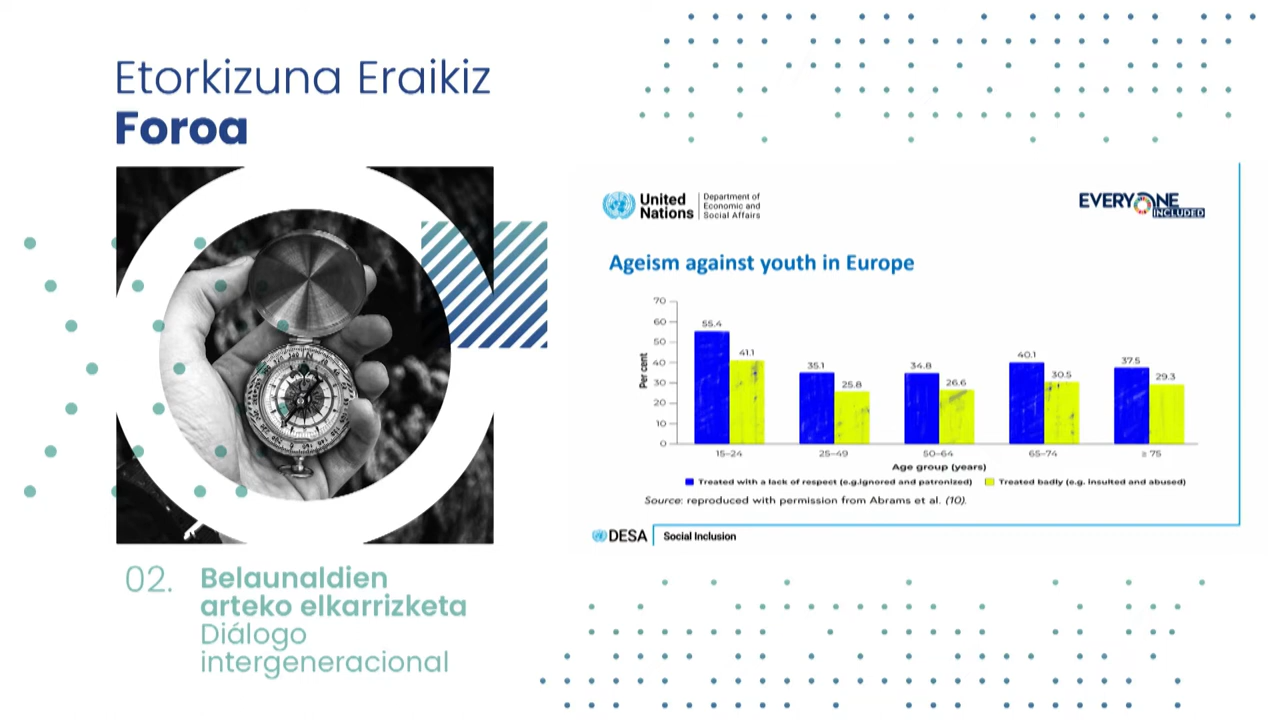 Etorkizuna Eraikiz
Foroa
United
Nations
Department of
Economic and
Social Affairs
EVERYONE
INCLUDED
Ageism against youth in Europe
Per cent
70
60
50
40
30
20
10
0
55.4
41.1
35.1
25.8
34.8
26.6
40.1
30.5
37.5
29.3
15–24
25–49
50–64
65–74
≥ 75
Age group (years)
Treated with a lack of respect (e.g.ignored and patronized)
Treated badly (e.g. insulted and abused)
Source: reproduced with permission from Abrams et al. (10).
DESA
Social Inclusion
02.
Belaunaldien
arteko elkarrizketa
Diálogo
intergeneracional